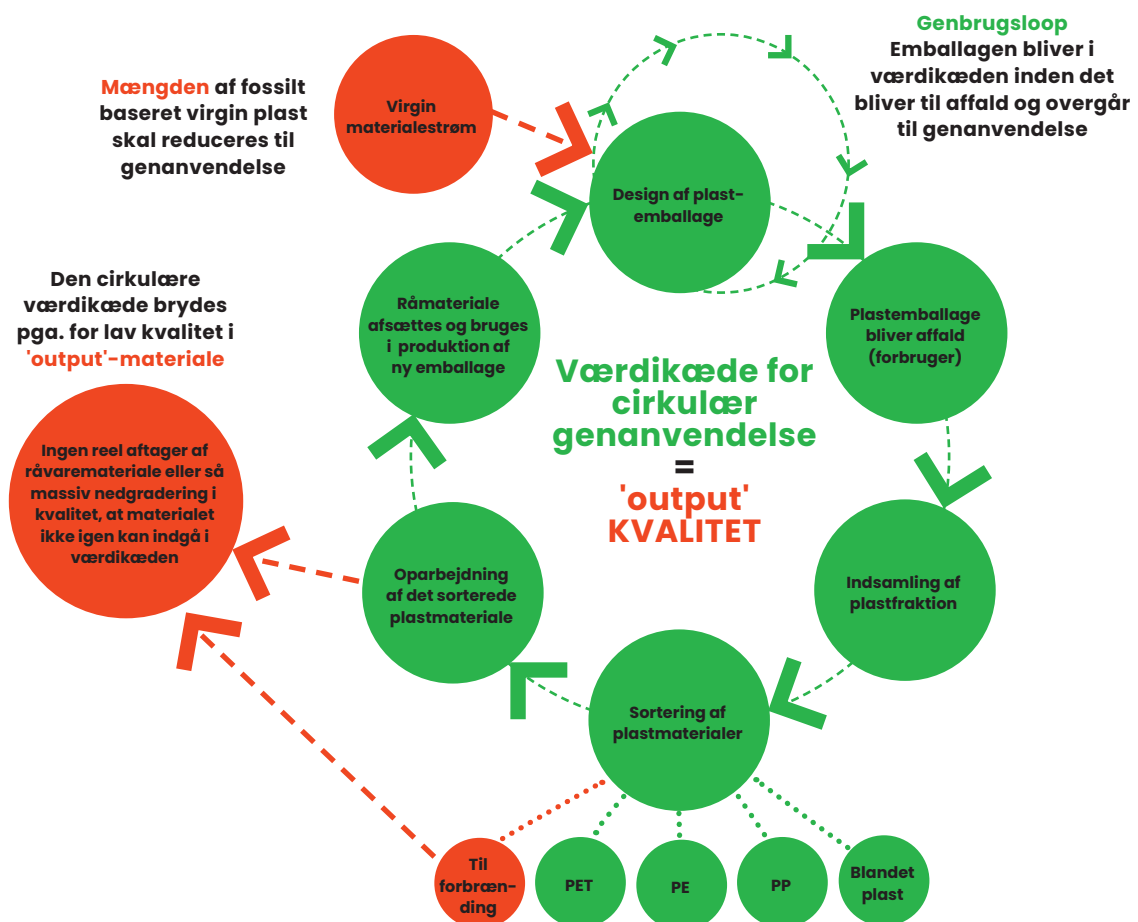 Genbrugsloop
Emballagen bliver i
værdikæden inden det
bliver til affald og overgår
til genanvendelse
Mængden af fossilt
baseret virgin plast
skal reduceres til
genanvendelse
Virgin
materialestrøm
Design af plast-
emballage
Den cirkulære
værdikæde brydes
pga. for lav kvalitet i
'output'-materiale
Råmateriale
afsættes og bruges
i produktion af
ny emballage
Plastemballage
bliver affald
(forbruger)
Værdikæde for
cirkulær
genanvendelse
=
'output'
KVALITET
Ingen reel aftager af
råvaremateriale eller så
massiv nedgradering i
kvalitet, at materialet
ikke igen kan indgå i
værdikæden
Oparbejdning
af det sorterede
plastmateriale
Indsamling af
plastfraktion
Sortering af
plastmaterialer
Til
forbræn-
ding
PET
PE
PP
Blandet
plast